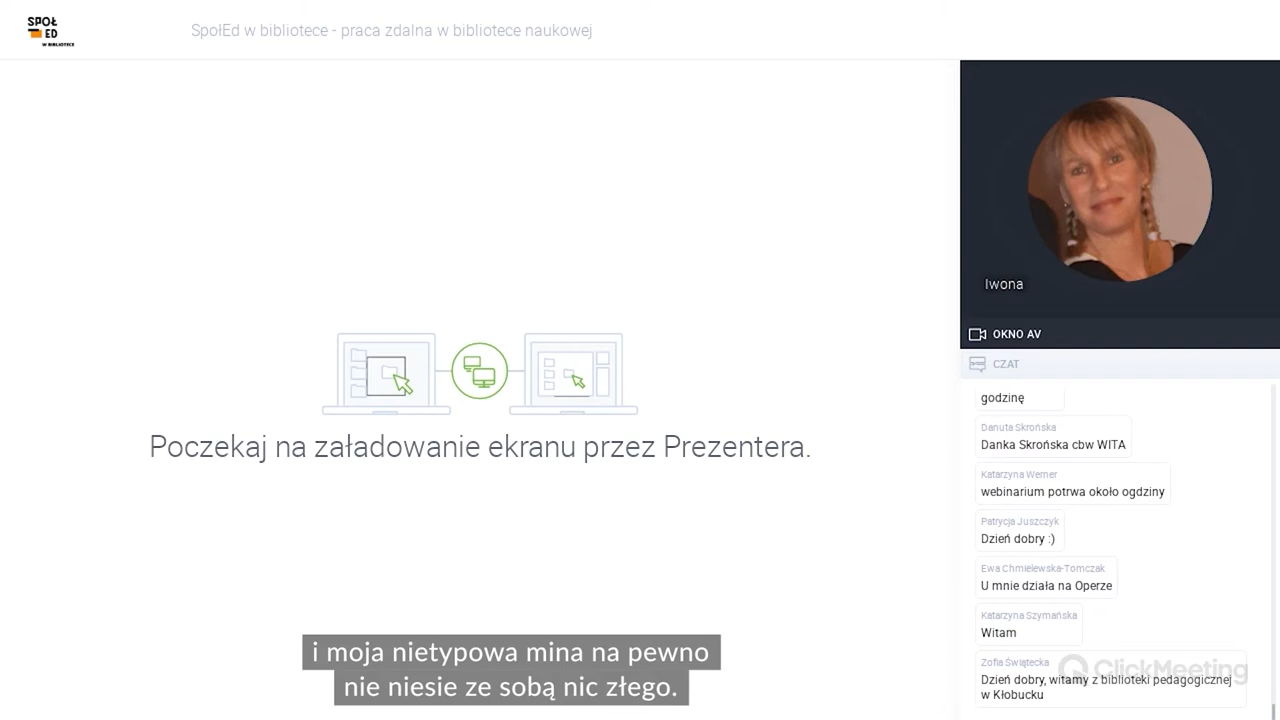 SPOŁ
ED
W BIBLIOTECE
SpołEd w bibliotece - praca zdalna w bibliotece naukowej
Iwona
OKNO AV
CZAT
godzinę
Danuta Skrońska
Danka Skrońska cbw WITA
Katarzyna Werner
webinarium potrwa około ogdziny
Patrycja Juszczyk
Dzień dobry :)
Ewa Chmielewska-Tomczak
U mnie działa na Operze
Katarzyna Szymańska
Witam
Zofia Świątecka
Dzień dobry, witamy z biblioteki pedagogicznej
w Kłobucku
ClickMeeting
Poczekaj na załadowanie ekranu przez Prezentera.
i moja nietypowa mina na pewno
nie niesie ze sobą nic złego.